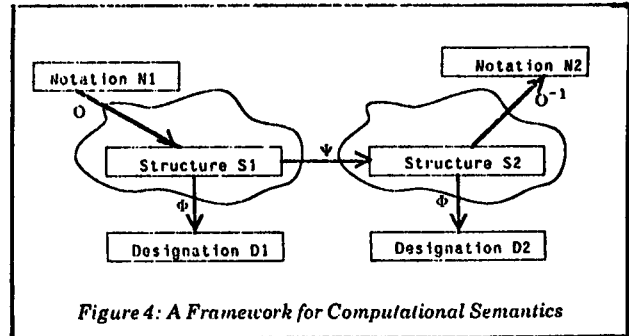 Notation N1
Notation N2
O
O⁻¹
Structure S1
Ψ
Structure S2
Φ
Φ
Designation D1
Designation D2
Figure 4: A Framework for Computational Semantics